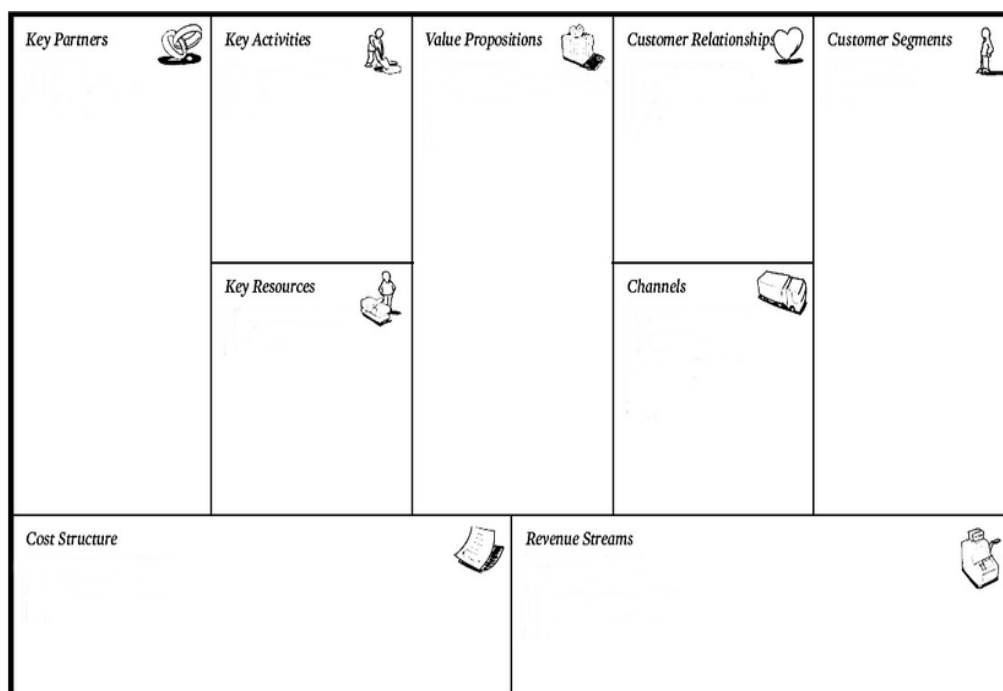 Key Partners
Key Activities
Value Propositions
Customer Relationships
Customer Segments
Key Resources
Channels
Cost Structure
Revenue Streams